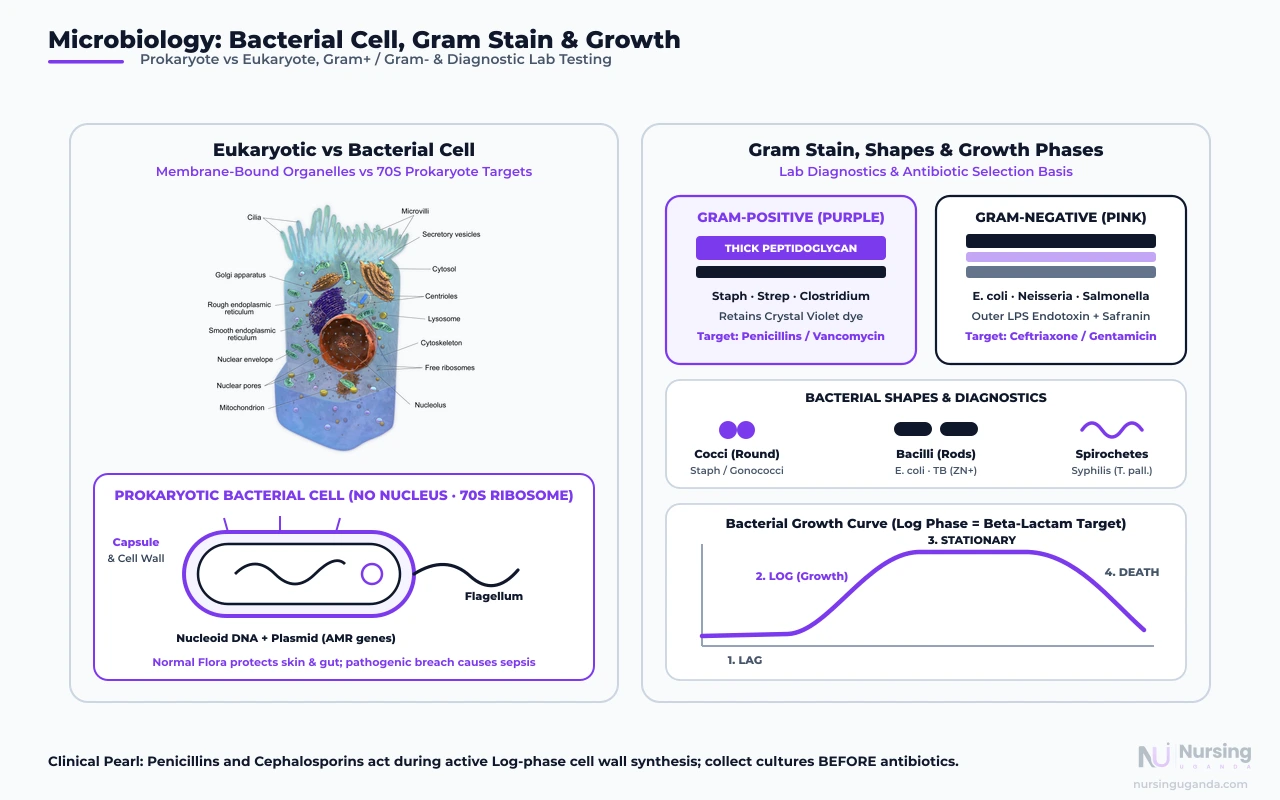 Microbiology: Bacterial Cell, Gram Stain & Growth
Prokaryote vs Eukaryote, Gram+ / Gram- & Diagnostic Lab Testing
Eukaryotic vs Bacterial Cell
Membrane-Bound Organelles vs 70S Prokaryote Targets
Cilia
Microvilli
Secretory vesicles
Golgi apparatus
Cytosol
Rough endoplasmic
reticulum
Centrioles
Smooth endoplasmic
reticulum
Lysosome
Nuclear envelope
Cytoskeleton
Nuclear pores
Free ribosomes
Mitochondrion
Nucleolus
PROKARYOTIC BACTERIAL CELL (NO NUCLEUS · 70S RIBOSOME)
Capsule
& Cell Wall
Flagellum
Nucleoid DNA + Plasmid (AMR genes)
Normal Flora protects skin & gut; pathogenic breach causes sepsis
Gram Stain, Shapes & Growth Phases
Lab Diagnostics & Antibiotic Selection Basis
GRAM-POSITIVE (PURPLE)
THICK PEPTIDOGLYCAN
Staph · Strep · Clostridium
Retains Crystal Violet dye
Target: Penicillins / Vancomycin
GRAM-NEGATIVE (PINK)
E. coli · Neisseria · Salmonella
Outer LPS Endotoxin + Safranin
Target: Ceftriaxone / Gentamicin
BACTERIAL SHAPES & DIAGNOSTICS
Cocci (Round)
Staph / Gonococci
Bacilli (Rods)
E. coli · TB (ZN+)
Spirochetes
Syphilis (T. pall.)
Bacterial Growth Curve (Log Phase = Beta-Lactam Target)
3. STATIONARY
2. LOG (Growth)
4. DEATH
1. LAG
Clinical Pearl: Penicillins and Cephalosporins act during active Log-phase cell wall synthesis; collect cultures BEFORE antibiotics.
NU Nursing
UGANDA
nursinguganda.com